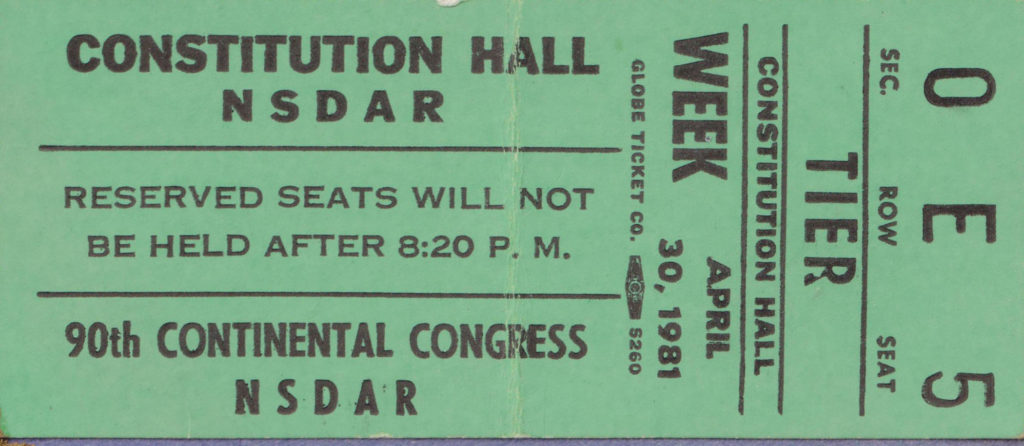 CONSTITUTION HALL
NSDAR
RESERVED SEATS WILL NOT
BE HELD AFTER 8:20 P. M.
90th CONTINENTAL CONGRESS
NSDAR
O E 5
SEC. ROW SEAT
TIER
CONSTITUTION HALL
WEEK APRIL
30, 1981
GLOBE TICKET CO. 5260